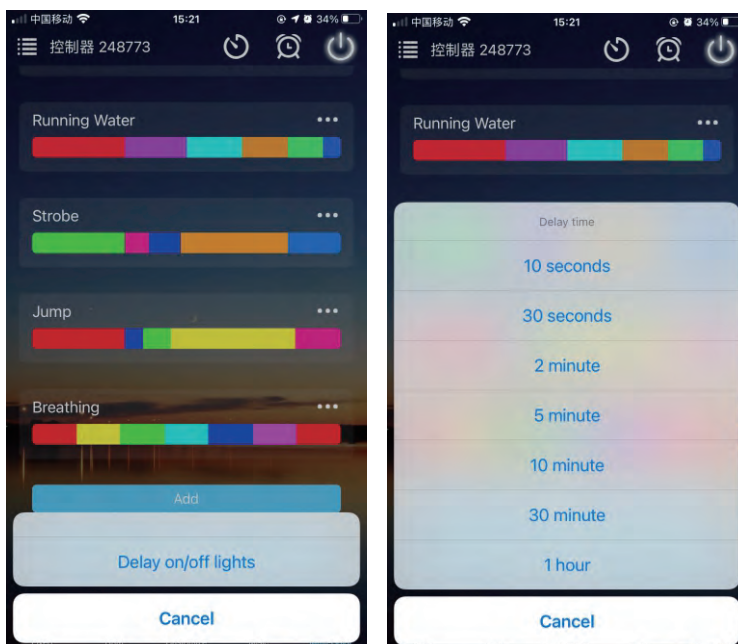 中国移动 15:21 34%
控制器 248773
Running Water
Strobe
Jump
Breathing
Add
Delay on/off lights
Cancel
中国移动 15:21 34%
控制器 248773
Running Water
Delay time
10 seconds
30 seconds
2 minute
5 minute
10 minute
30 minute
1 hour
Cancel